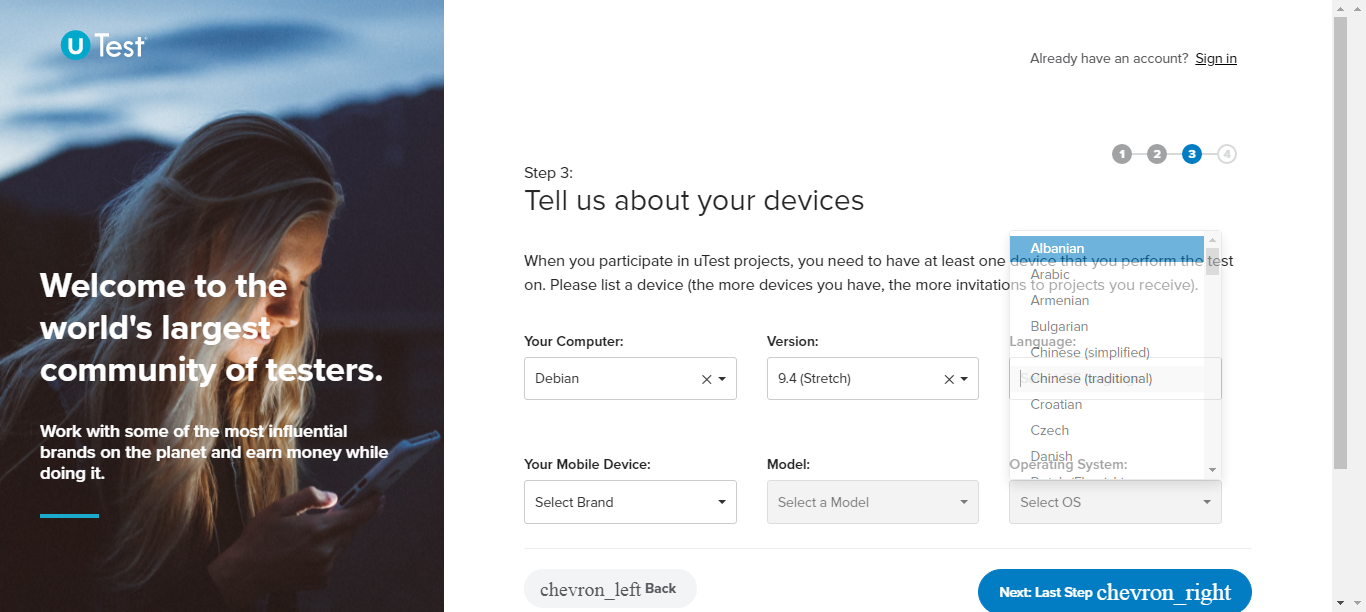 U Test
Already have an account? Sign in
1 2 3 4
Step 3:
Tell us about your devices
When you participate in uTest projects, you need to have at least one device that you perform the test
on. Please list a device (the more devices you have, the more invitations to projects you receive).
Welcome to the
world's largest
community of testers.
Work with some of the most influential
brands on the planet and earn money while
doing it.
Your Computer:
Debian
Version:
9.4 (Stretch)
Language:
Albanian
Arabic
Armenian
Bulgarian
Chinese (simplified)
Chinese (traditional)
Croatian
Czech
Danish
Your Mobile Device:
Select Brand
Model:
Select a Model
Operating System:
Select OS
chevron_left Back
Next: Last Step chevron_right